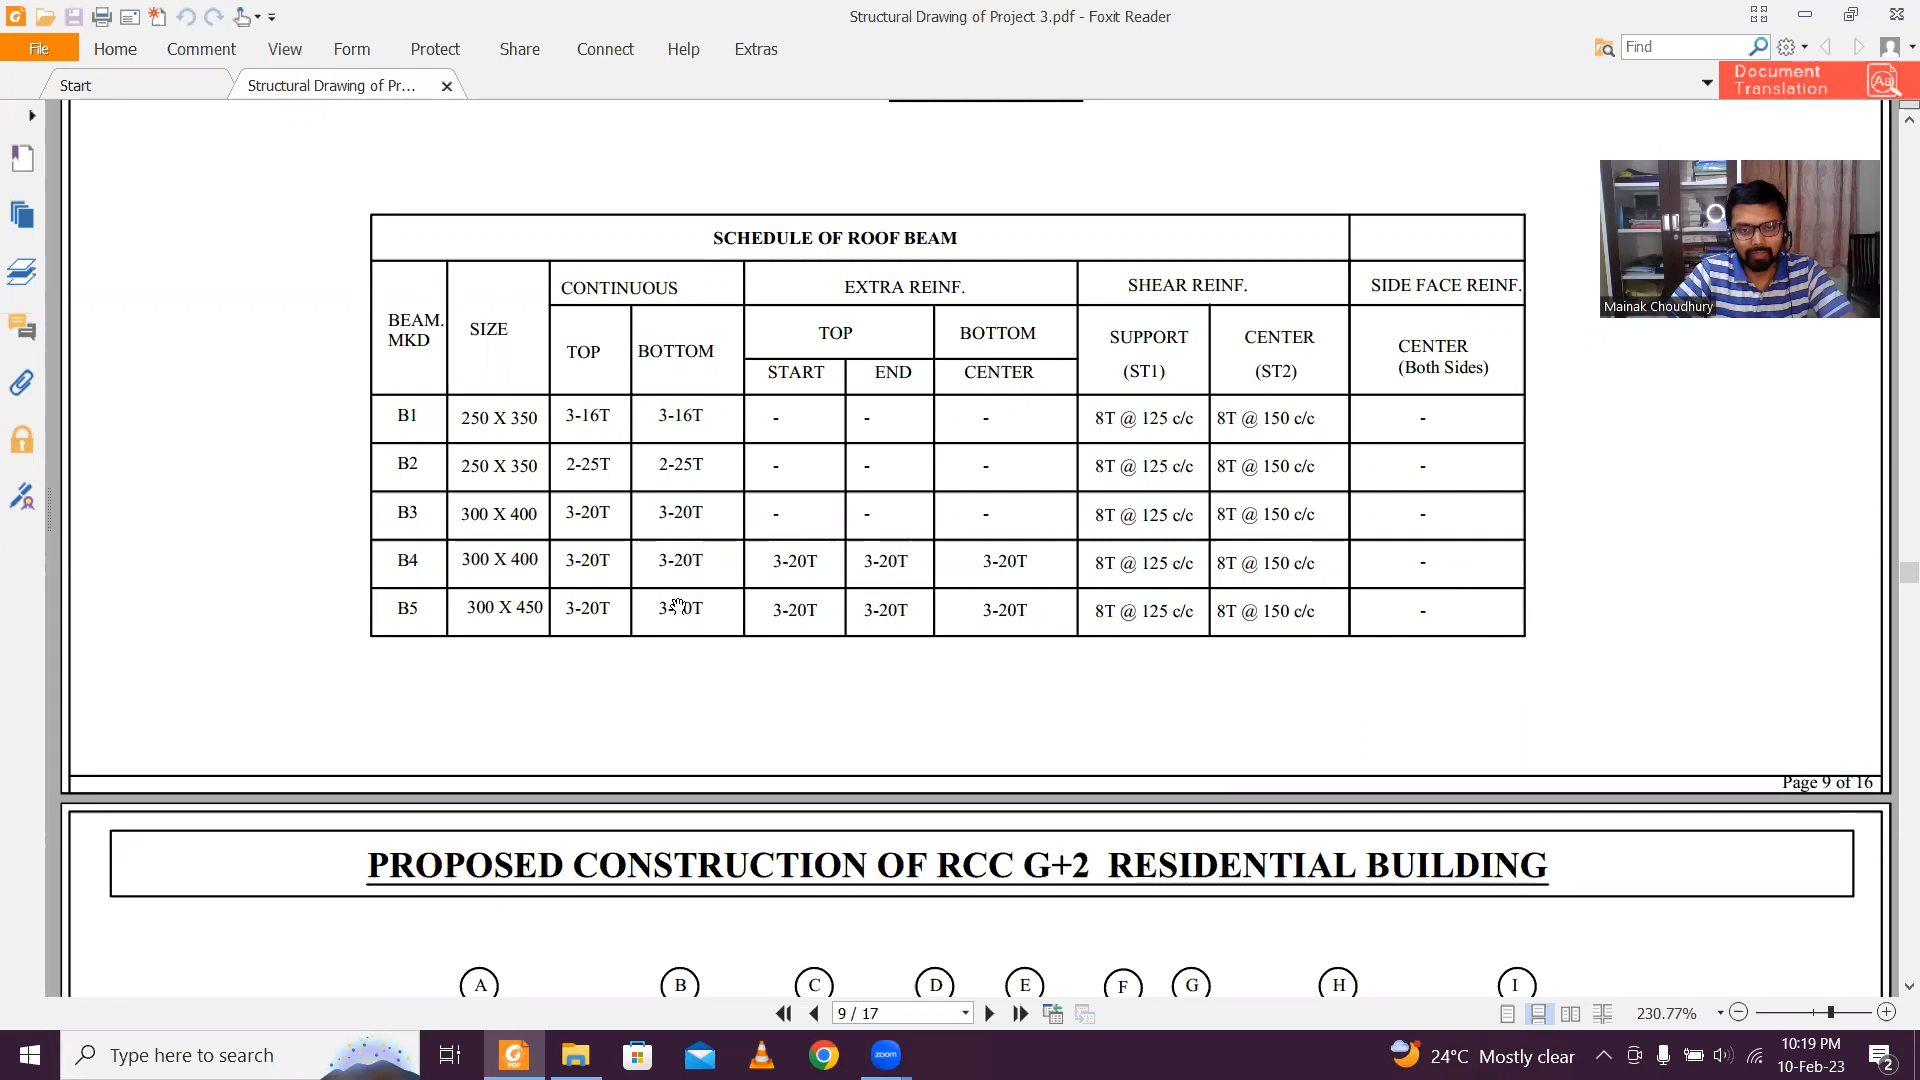 Structural Drawing of Project 3.pdf - Foxit Reader
File Home Comment View Form Protect Share Connect Help Extras
Find
Start
Structural Drawing of Pr...
Document Translation
SCHEDULE OF ROOF BEAM
BEAM. MKD SIZE CONTINUOUS EXTRA REINF. SHEAR REINF. SIDE FACE REINF.
TOP BOTTOM TOP BOTTOM SUPPORT (ST1) CENTER (ST2) CENTER (Both Sides)
START END CENTER
B1 250 X 350 3-16T 3-16T - - - 8T @ 125 c/c 8T @ 150 c/c -
B2 250 X 350 2-25T 2-25T - - - 8T @ 125 c/c 8T @ 150 c/c -
B3 300 X 400 3-20T 3-20T - - - 8T @ 125 c/c 8T @ 150 c/c -
B4 300 X 400 3-20T 3-20T 3-20T 3-20T 3-20T 8T @ 125 c/c 8T @ 150 c/c -
B5 300 X 450 3-20T 3-20T 3-20T 3-20T 8T @ 125 c/c 8T @ 150 c/c -
Mainak Choudhury
Page 9 of 16
PROPOSED CONSTRUCTION OF RCC G+2 RESIDENTIAL BUILDING
A B C D E F G H I
9 / 17
230.77%
Type here to search
zoom
24°C Mostly clear
10:19 PM
10-Feb-23
2